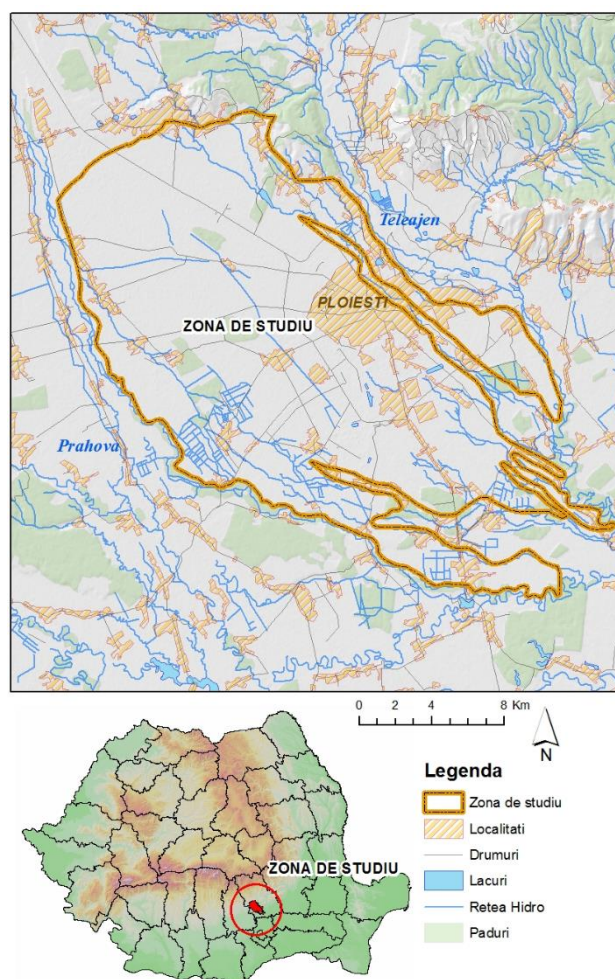 Teleajen
PLOIESTI
ZONA DE STUDIU
Prahova
0 2 4 8 Km
N
ZONA DE STUDIU
Legenda
Zona de studiu
Localitati
Drumuri
Lacuri
Retea Hidro
Paduri